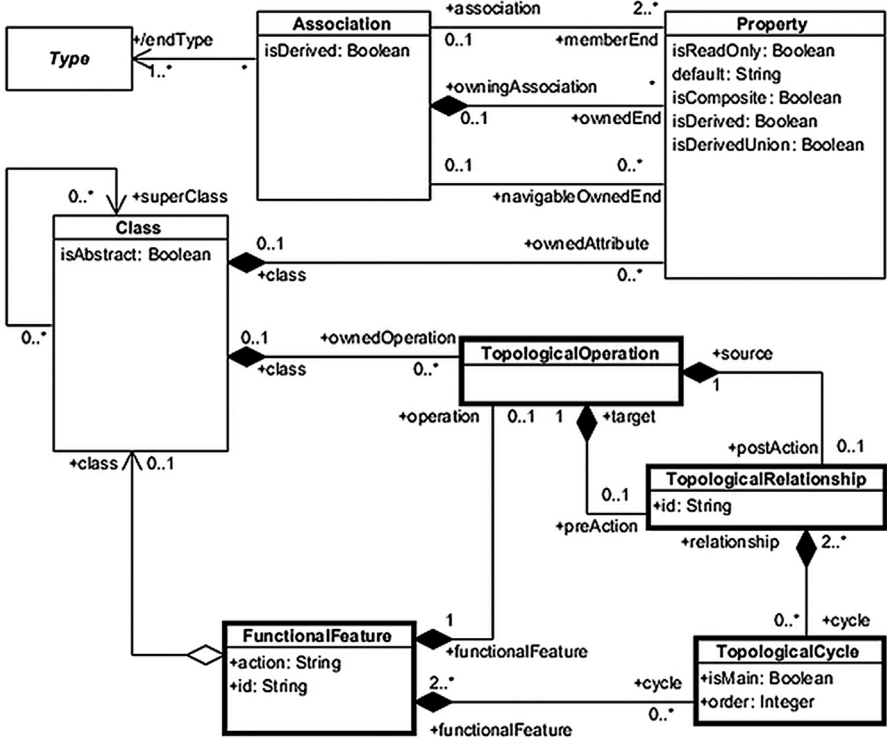 Association
isDerived: Boolean
+association 2..*
0..1 +memberEnd
+owningAssociation *
0..1 +ownedEnd
0..1 0..*
+navigableOwnedEnd
Property
isReadOnly: Boolean
default: String
isComposite: Boolean
isDerived: Boolean
isDerivedUnion: Boolean
Type
+/endType
1..* *
0..* +superClass
Class
isAbstract: Boolean
0..*
0..1 +ownedAttribute
+class 0..*
0..1 +ownedOperation
+class 0..*
TopologicalOperation
+source
1
+operation 0..1 1 +target
+postAction 0..1
+class 0..1
TopologicalRelationship
+id: String
0..1
+preAction
+relationship 2..*
0..* +cycle
FunctionalFeature
+action: String
+id: String
1
+functionalFeature
2..* +cycle
0..*
+functionalFeature
TopologicalCycle
+isMain: Boolean
+order: Integer